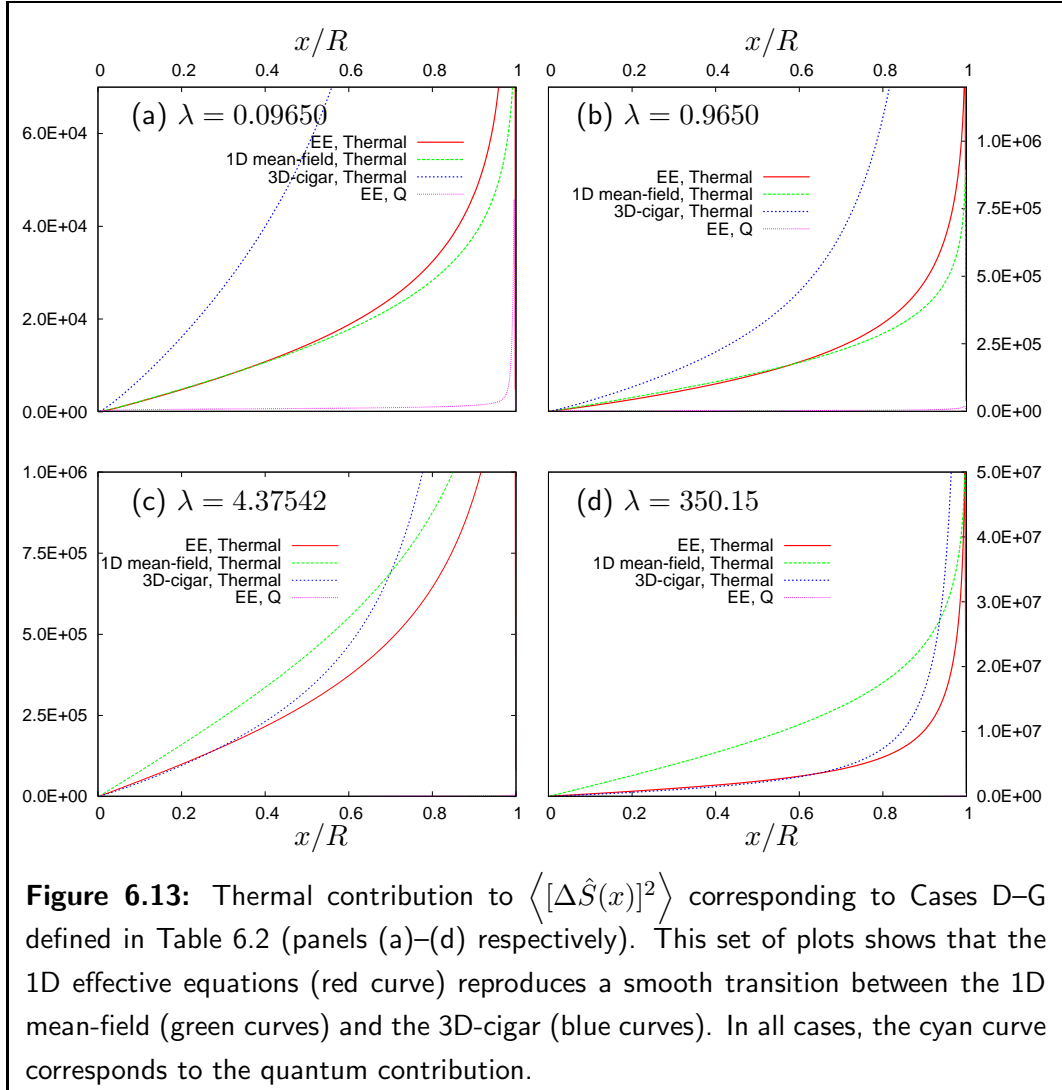 x/R
x/R
0 0.2 0.4 0.6 0.8 1
0 0.2 0.4 0.6 0.8 1
(a) λ = 0.09650
EE, Thermal
1D mean-field, Thermal
3D-cigar, Thermal
EE, Q
6.0E+04
4.0E+04
2.0E+04
0.0E+00
(b) λ = 0.9650
EE, Thermal
1D mean-field, Thermal
3D-cigar, Thermal
EE, Q
1.0E+06
7.5E+05
5.0E+05
2.5E+05
0.0E+00
(c) λ = 4.37542
EE, Thermal
1D mean-field, Thermal
3D-cigar, Thermal
EE, Q
1.0E+06
7.5E+05
5.0E+05
2.5E+05
0.0E+00
(d) λ = 350.15
EE, Thermal
1D mean-field, Thermal
3D-cigar, Thermal
EE, Q
5.0E+07
4.0E+07
3.0E+07
2.0E+07
1.0E+07
0.0E+00
0 0.2 0.4 0.6 0.8 1
0 0.2 0.4 0.6 0.8 1
x/R
x/R
Figure 6.13: Thermal contribution to ⟨[ΔŜ(x)]²⟩ corresponding to Cases D–G
defined in Table 6.2 (panels (a)–(d) respectively). This set of plots shows that the
1D effective equations (red curve) reproduces a smooth transition between the 1D
mean-field (green curves) and the 3D-cigar (blue curves). In all cases, the cyan curve
corresponds to the quantum contribution.